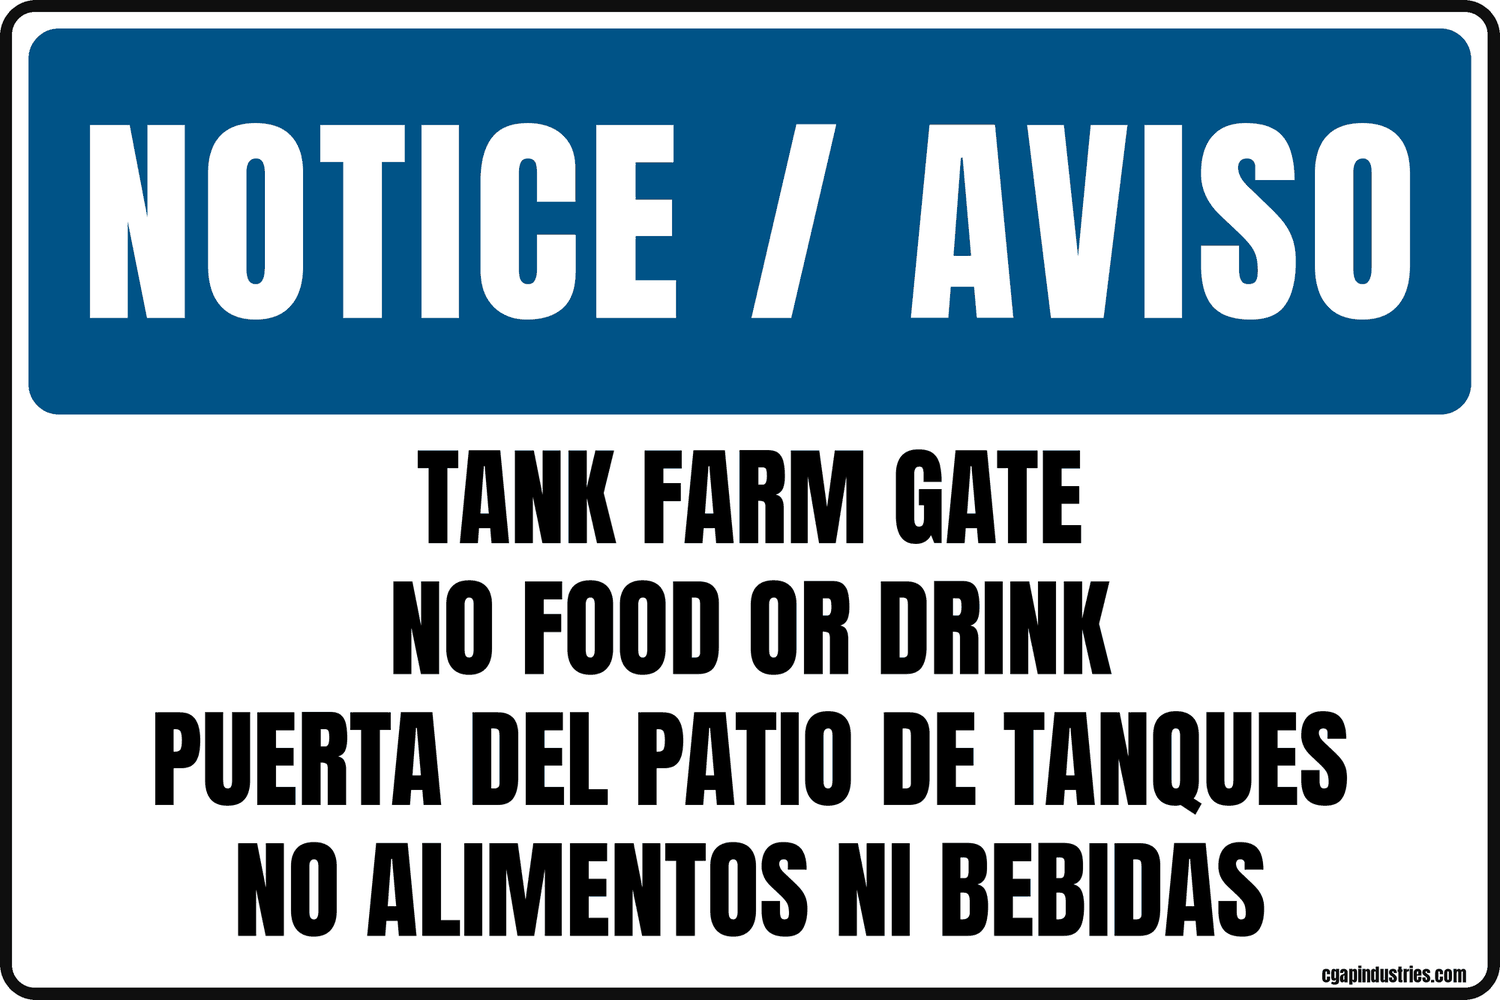 NOTICE / AVISO
TANK FARM GATE
NO FOOD OR DRINK
PUERTA DEL PATIO DE TANQUES
NO ALIMENTOS NI BEBIDAS
cgapindustries.com